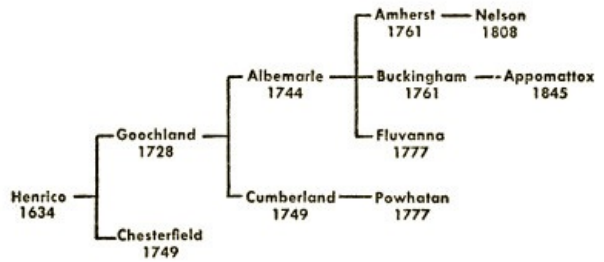 Amherst Nelson
1761 1808
Albemarle Buckingham Appomattox
1744 1761 1845
Goochland Fluvanna
1728 1777
Henrico Cumberland Powhatan
1634 1749 1777
Chesterfield
1749